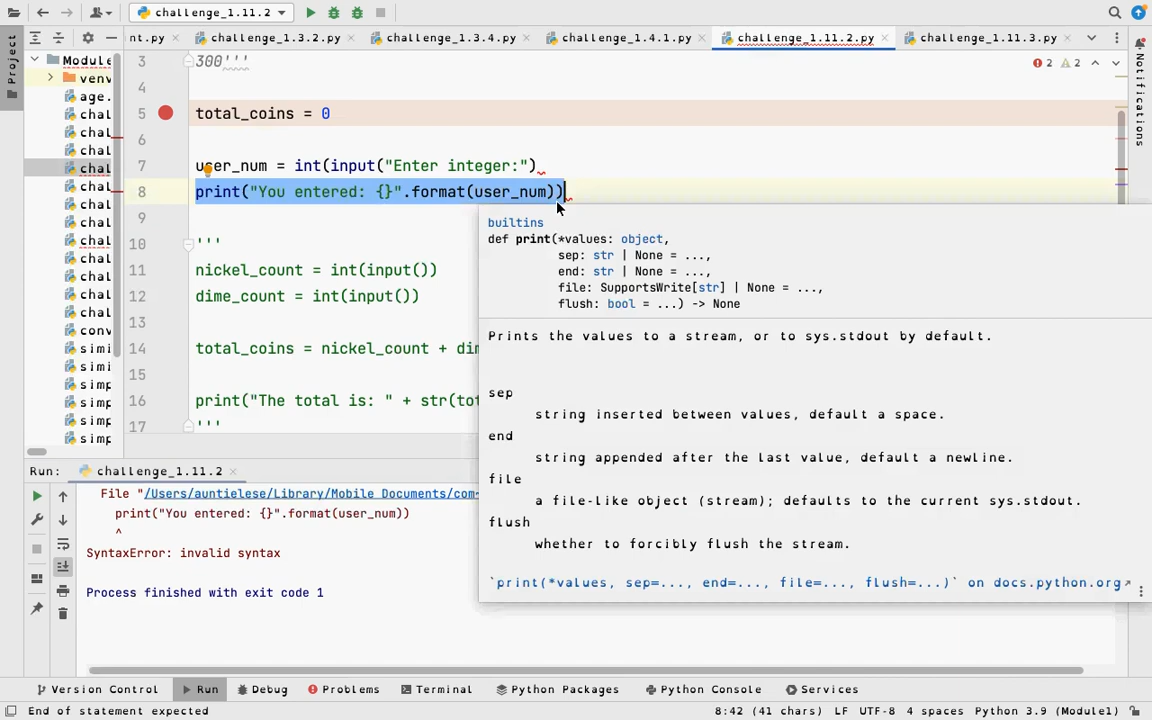 challenge_1.11.2
nt.py
challenge_1.3.2.py
challenge_1.3.4.py
challenge_1.4.1.py
challenge_1.11.2.py
challenge_1.11.3.py
Project
Notifications
Module
venv
age.
chal
chal
chal
chal
chal
chal
chal
chal
chal
chal
chal
chal
conv
simi
simi
simp
simp
simp
2 2
3 300'''
4
5 total_coins = 0
6
7 user_num = int(input("Enter integer:")
8 print("You entered: {}".format(user_num))
9
10 '''
11 nickel_count = int(input())
12 dime_count = int(input())
13
14 total_coins = nickel_count + di
15
16 print("The total is: " + str(to
17 '''
builtins
def print(*values: object,
sep: str | None = ...,
end: str | None = ...,
file: SupportsWrite[str] | None = ...,
flush: bool = ...) -> None
Prints the values to a stream, or to sys.stdout by default.
sep
string inserted between values, default a space.
end
string appended after the last value, default a newline.
file
a file-like object (stream); defaults to the current sys.stdout.
flush
whether to forcibly flush the stream.
`print(*values, sep=..., end=..., file=..., flush=...)` on docs.python.org
Run: challenge_1.11.2
File "/Users/auntielese/Library/Mobile Documents/com~
print("You entered: {}".format(user_num))
^
SyntaxError: invalid syntax
Process finished with exit code 1
Version Control Run Debug Problems Terminal Python Packages Python Console Services
End of statement expected 8:42 (41 chars) LF UTF-8 4 spaces Python 3.9 (Module1)